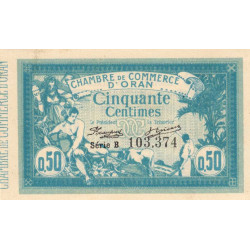 CHAMBRE DE COMMERCE D'ORAN
CHAMBRE DE COMMERCE
D'ORAN
Cinquante
Centimes
Le Président Le Trésorier
Série B 103,374
0,50 0,50